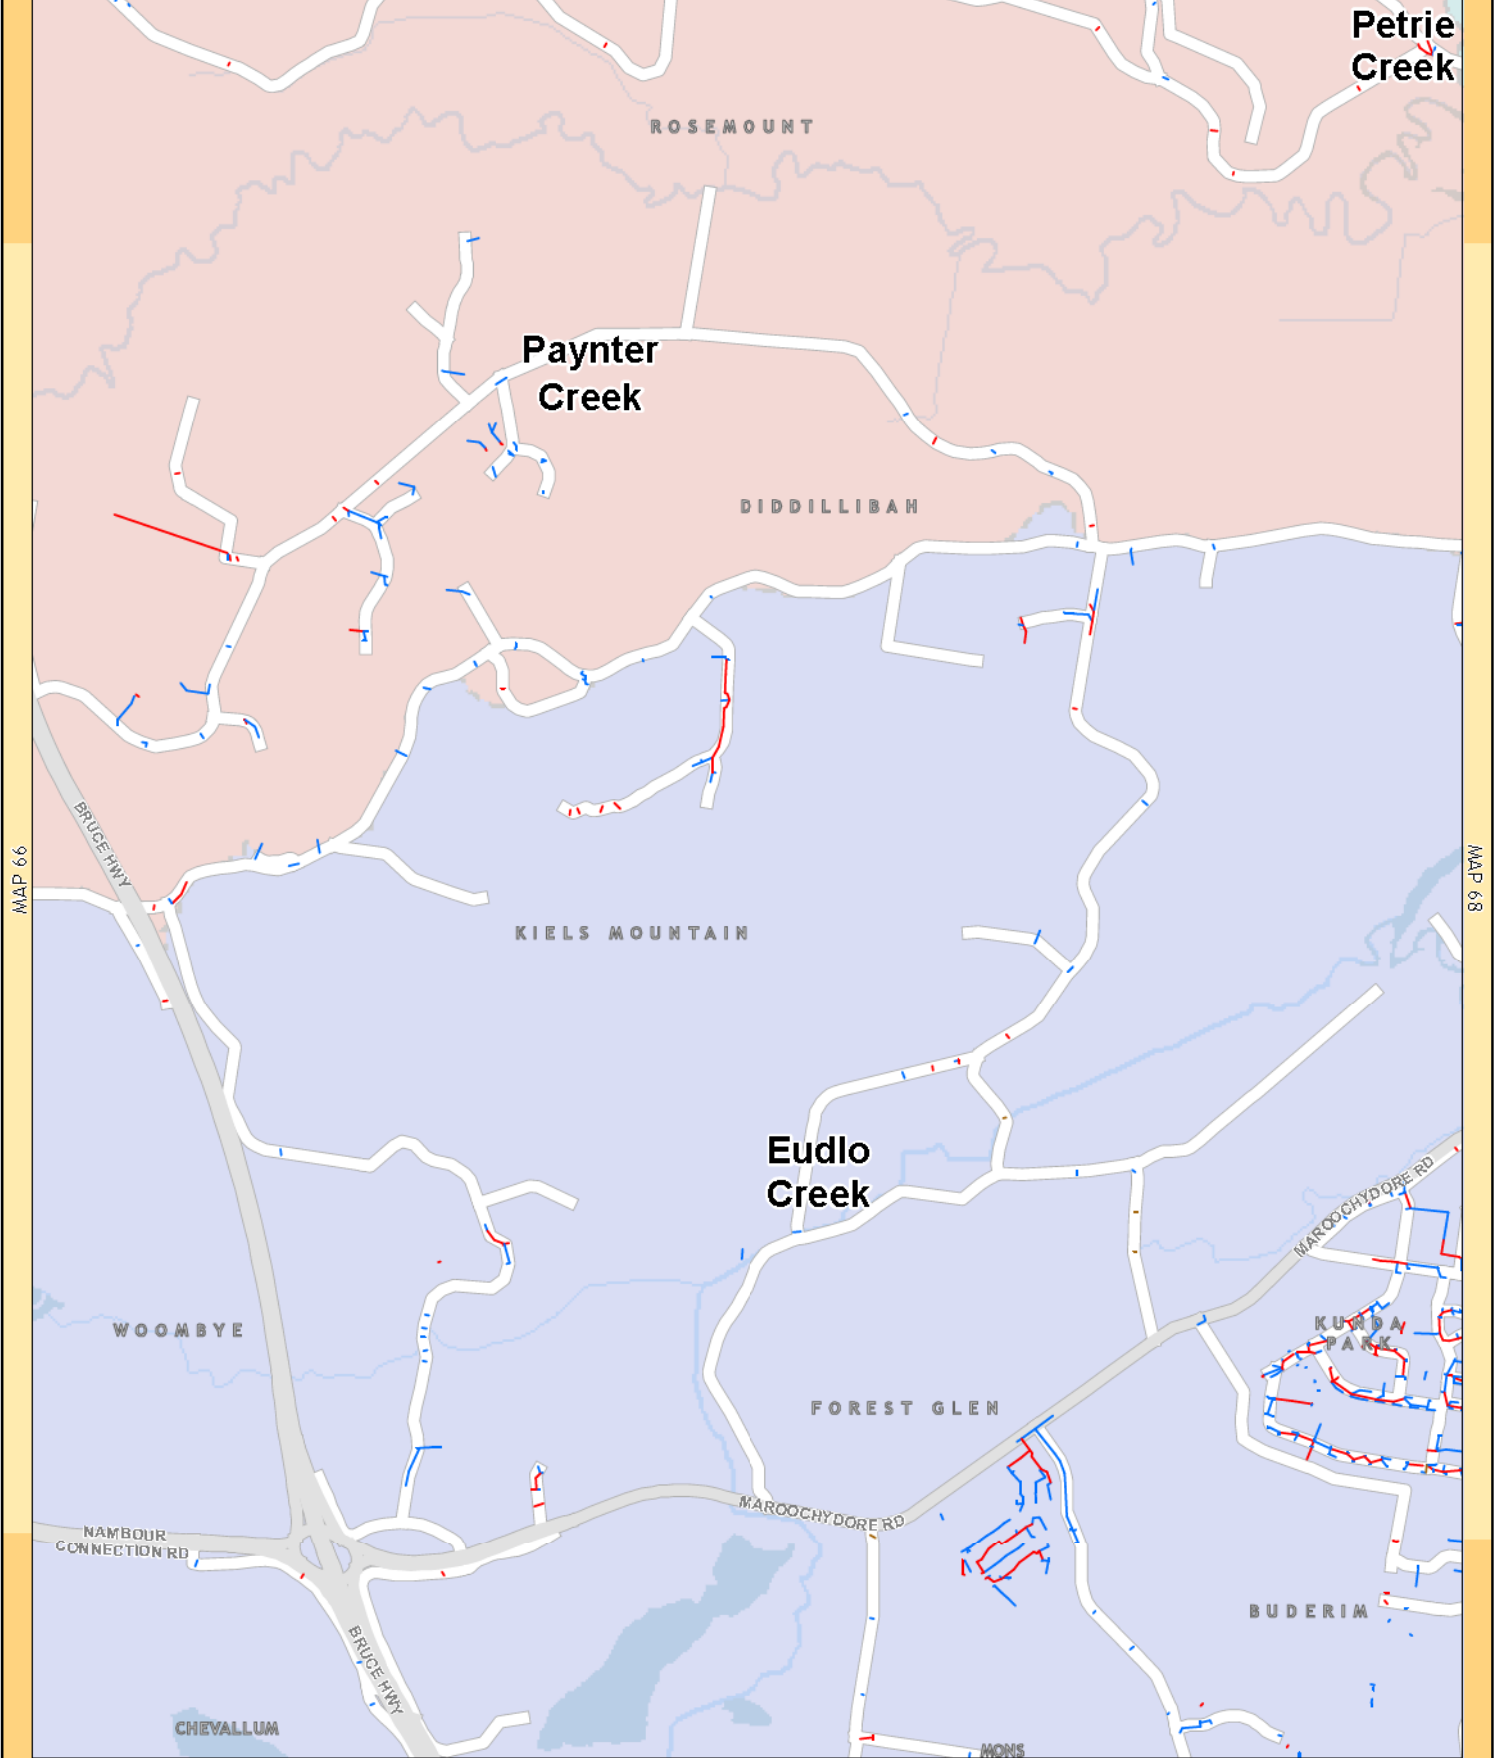 Petrie
Creek
ROSEMOUNT
Paynter
Creek
DIDDILLIBAH
BRUCE HWY
MAP 66
MAP 68
KIELS MOUNTAIN
Eudlo
Creek
MAROOCHYDORE RD
WOOMBYE
KUNDA
PARK
FOREST GLEN
MAROOCHYDORE RD
NAMBOUR
CONNECTION RD
BUDERIM
BRUCE HWY
CHEVALLUM
MONS